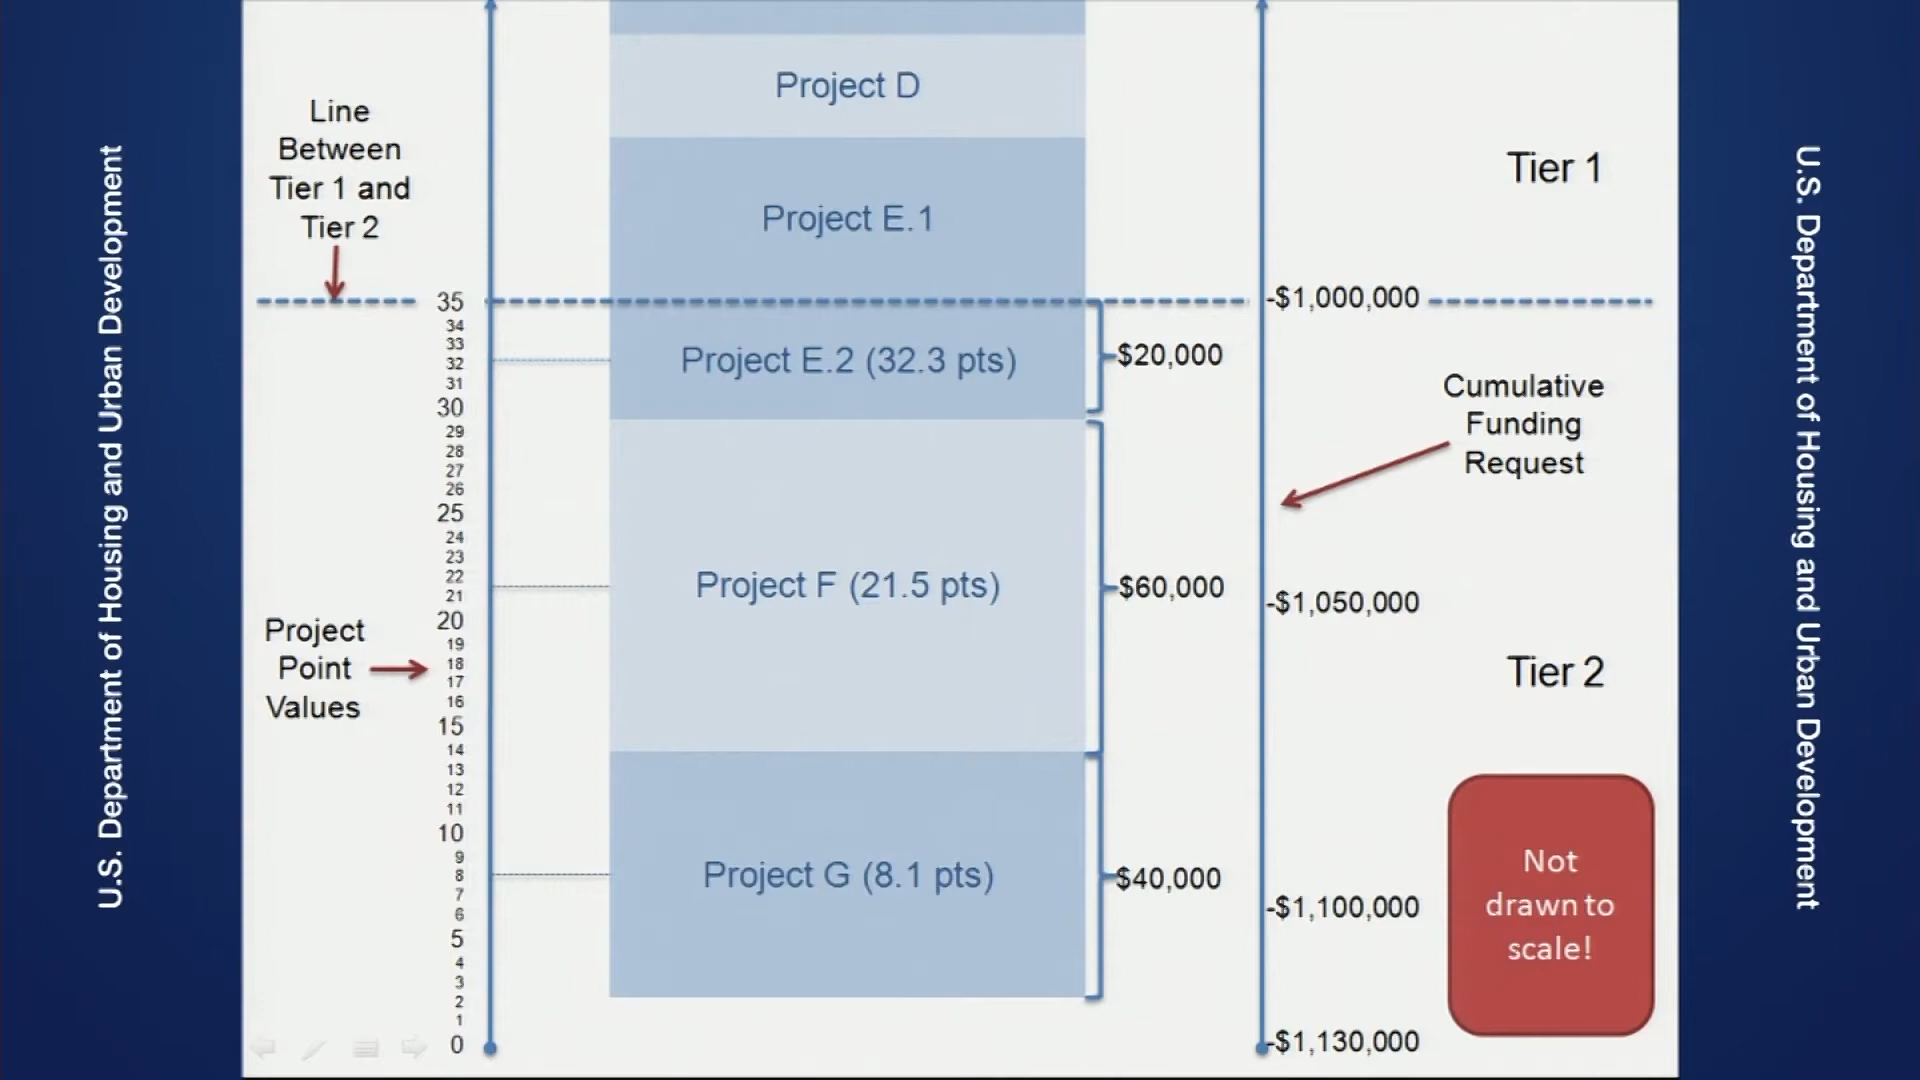 U.S. Department of Housing and Urban Development
Line
Between
Tier 1 and
Tier 2
Project D
Project E.1
Tier 1
35
-$1,000,000
34
33
32
31
30
Project E.2 (32.3 pts)
$20,000
Cumulative
Funding
Request
29
28
27
26
25
24
23
22
21
20
Project F (21.5 pts)
$60,000
-$1,050,000
Project
Point
Values
19
18
17
16
15
14
Tier 2
13
12
11
10
9
8
7
6
5
4
3
2
1
0
Project G (8.1 pts)
$40,000
-$1,100,000
-$1,130,000
Not
drawn to
scale!
U.S. Department of Housing and Urban Development